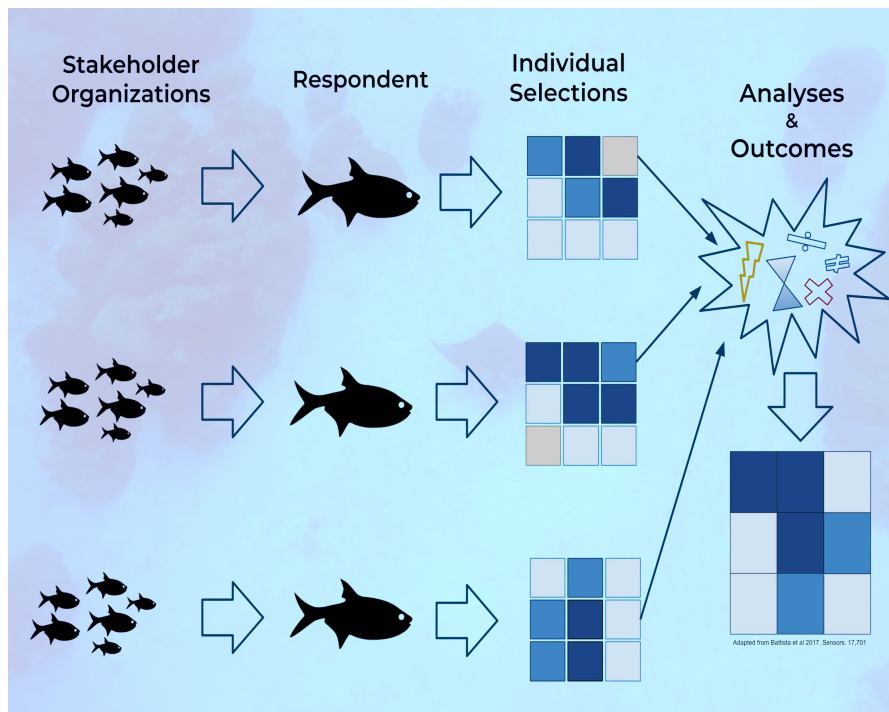 Stakeholder
Organizations
Respondent
Individual
Selections
Analyses
&
Outcomes
Adapted from Battista et al 2017. Sensors. 17,701